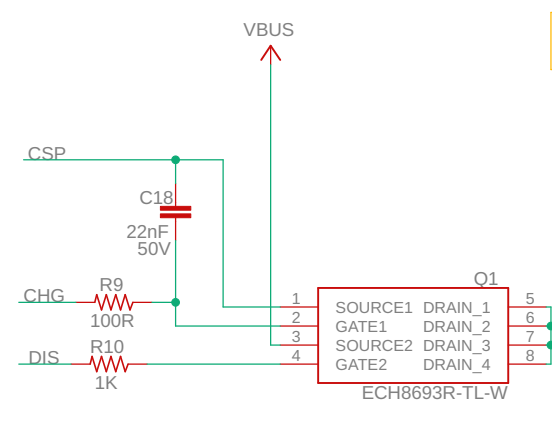 VBUS
CSP
C18
22nF
50V
Q1
R9
CHG
100R
R10
DIS
1K
1 SOURCE1 DRAIN_1 5
2 GATE1 DRAIN_2 6
3 SOURCE2 DRAIN_3 7
4 GATE2 DRAIN_4 8
ECH8693R-TL-W